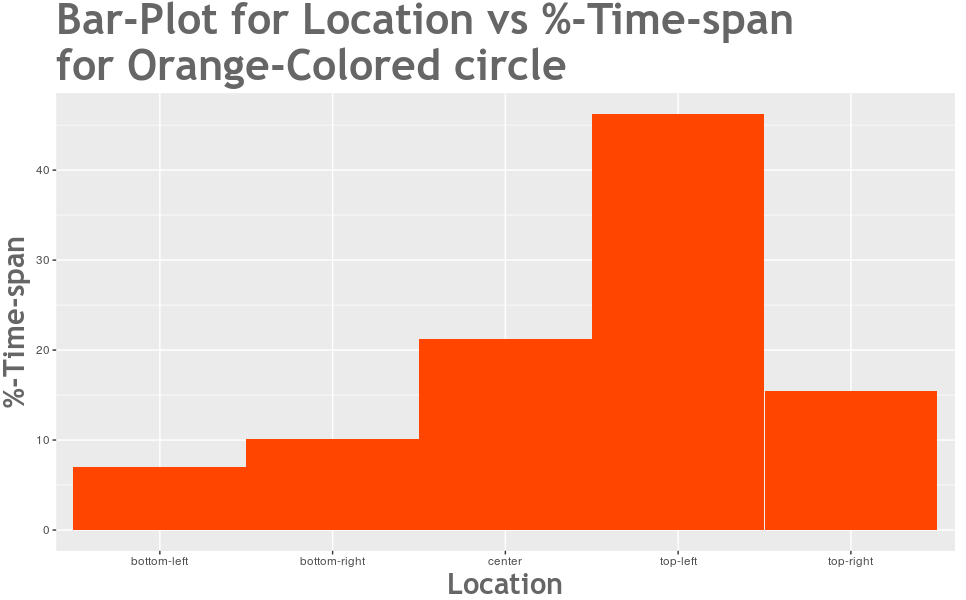 Bar-Plot for Location vs %-Time-span
for Orange-Colored circle
%-Time-span
40
30
20
10
0
bottom-left bottom-right center top-left top-right
Location